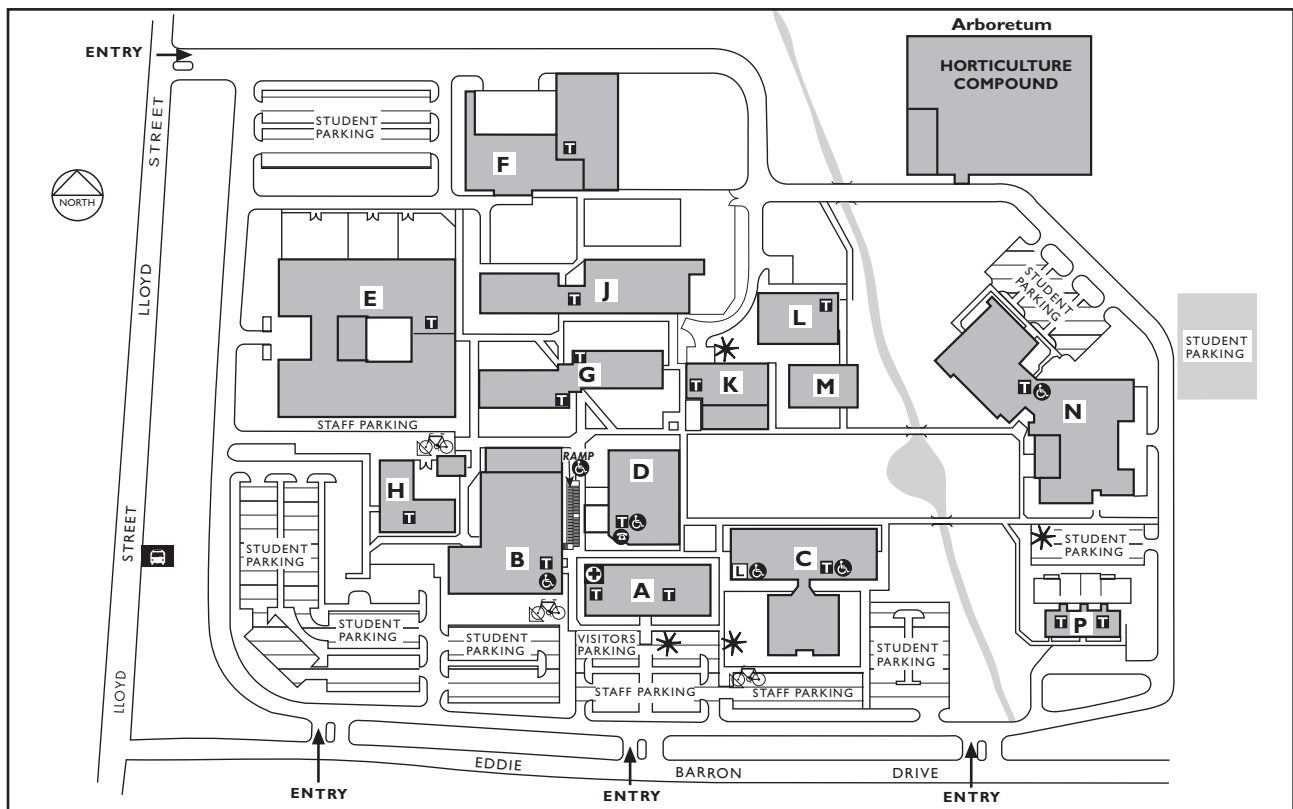 Arboretum
HORTICULTURE
COMPOUND
ENTRY
STREET
STUDENT
PARKING
T
F
NORTH
LLOYD
E
T
J
T
L
T
STUDENT
PARKING
STUDENT
PARKING
T
G
T
K
T
M
T
N
STAFF PARKING
RAMP
D
H
T
T
STREET
STUDENT
PARKING
B
T
A
T
T
L
C
T
STUDENT
PARKING
P
T
T
STUDENT
PARKING
STUDENT
PARKING
VISITORS
PARKING
STUDENT
PARKING
STAFF PARKING
STAFF PARKING
LLOYD
EDDIE
BARRON
DRIVE
ENTRY
ENTRY
ENTRY